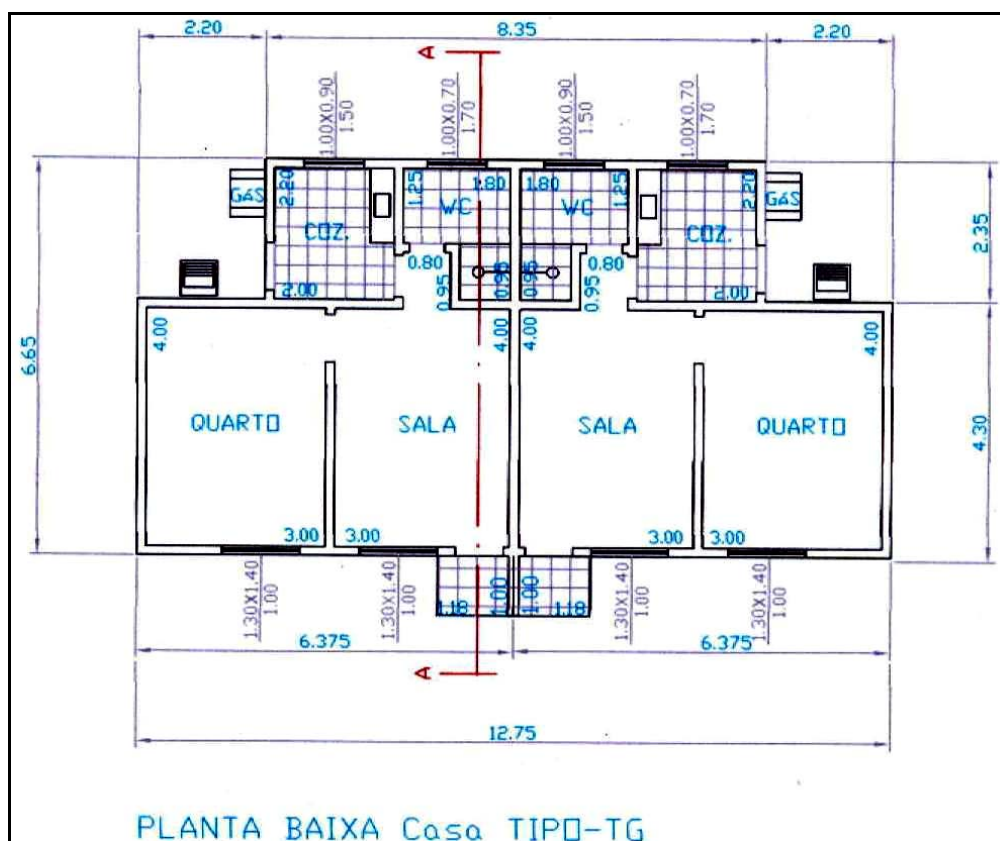 2.20 8.35 2.20
A
1.00X0.90 1.00X0.70 1.00X0.90 1.00X0.70
1.50 1.70 1.50 1.70
GÁS 2.20 1.25 1.80 1.80 1.25 2.20 GÁS
COZ. WC WC COZ.
2.35
0.80 0.80
2.00 0.95 0.95 0.95 0.95 2.00
4.00 4.00 4.00 4.00
6.65
QUARTO SALA SALA QUARTO
4.30
3.00 3.00 3.00 3.00
1.30X1.40 1.30X1.40 1.18 1.00 1.00 1.18 1.30X1.40 1.30X1.40
1.00 1.00 1.00 1.00
6.375 6.375
A
12.75
PLANTA BAIXA Casa TIPO-TG